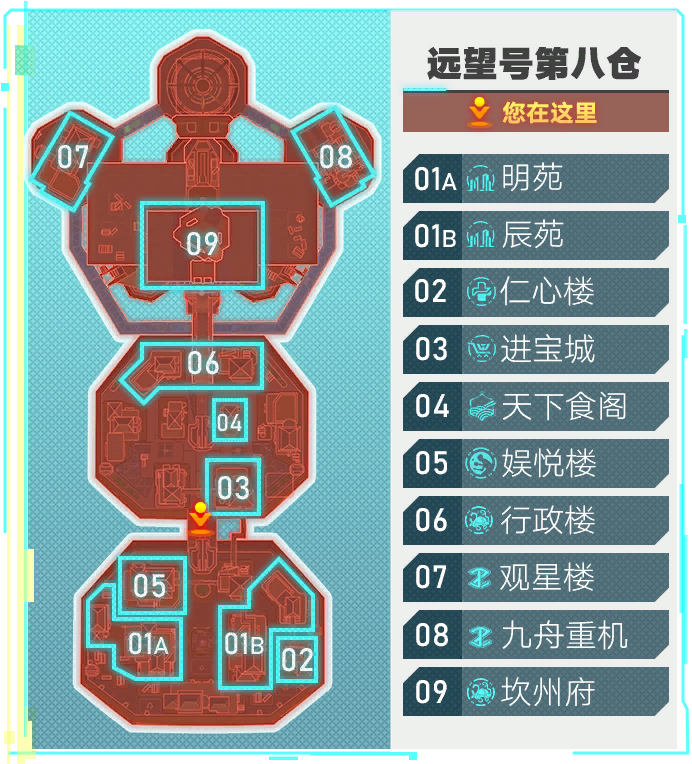 远望号第八仓
您在这里
01A 明苑
01B 辰苑
02 仁心楼
03 进宝城
04 天下食阁
05 娱悦楼
06 行政楼
07 观星楼
08 九舟重机
09 坎州府
07
08
09
06
04
03
05
01A
01B
02